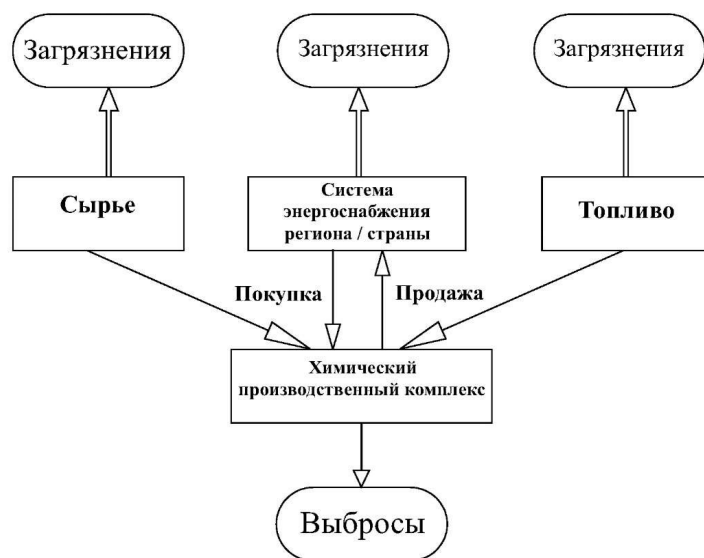 Загрязнения
Загрязнения
Загрязнения
Сырье
Система
энергоснабжения
региона / страны
Топливо
Покупка
Продажа
Химический
производственный комплекс
Выбросы